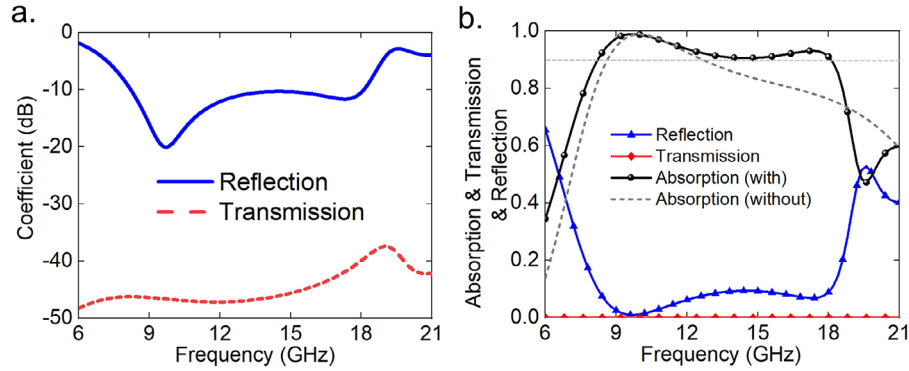 a.
0
-10
-20
-30
-40
-50
Coefficient (dB)
Reflection
Transmission
6 9 12 15 18 21
Frequency (GHz)
b.
1.0
0.8
0.6
0.4
0.2
0.0
Absorption & Transmission
& Reflection
Reflection
Transmission
Absorption (with)
Absorption (without)
6 9 12 15 18 21
Frequency (GHz)